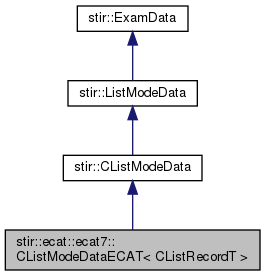 stir::ExamData
stir::ListModeData
stir::CListModeData
stir::ecat::ecat7::
CListModeDataECAT< CListRecordT >